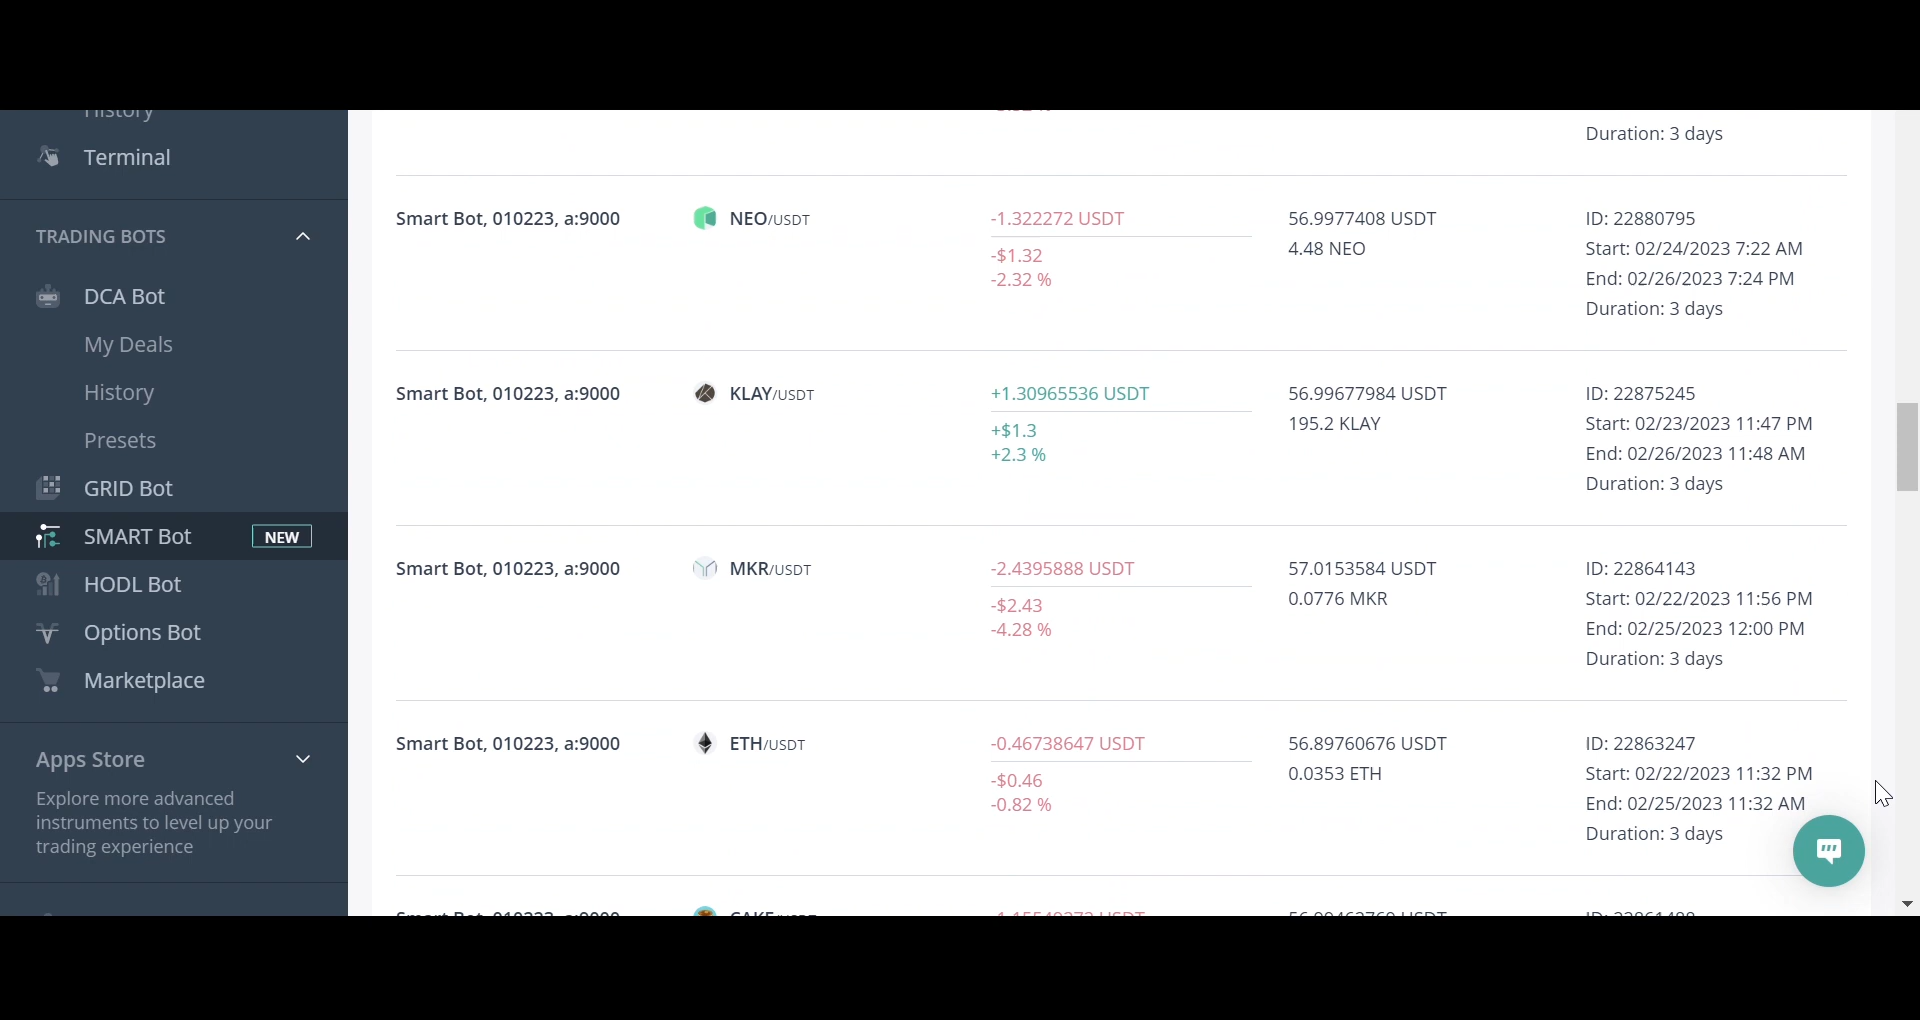 History
Terminal
TRADING BOTS
DCA Bot
My Deals
History
Presets
GRID Bot
SMART Bot NEW
HODL Bot
Options Bot
Marketplace
Apps Store
Explore more advanced
instruments to level up your
trading experience
Duration: 3 days
Smart Bot, 010223, a:9000 NEO/USDT -1.322272 USDT 56.9977408 USDT ID: 22880795
4.48 NEO Start: 02/24/2023 7:22 AM
-$1.32
-2.32 % End: 02/26/2023 7:24 PM
Duration: 3 days
Smart Bot, 010223, a:9000 KLAY/USDT +1.30965536 USDT 56.99677984 USDT ID: 22875245
195.2 KLAY Start: 02/23/2023 11:47 PM
+$1.3
+2.3 % End: 02/26/2023 11:48 AM
Duration: 3 days
Smart Bot, 010223, a:9000 MKR/USDT -2.4395888 USDT 57.0153584 USDT ID: 22864143
0.0776 MKR Start: 02/22/2023 11:56 PM
-$2.43
-4.28 % End: 02/25/2023 12:00 PM
Duration: 3 days
Smart Bot, 010223, a:9000 ETH/USDT -0.46738647 USDT 56.89760676 USDT ID: 22863247
0.0353 ETH Start: 02/22/2023 11:32 PM
-$0.46
-0.82 % End: 02/25/2023 11:32 AM
Duration: 3 days
Smart Bot, 010223, a:9000 CAKE/USDT